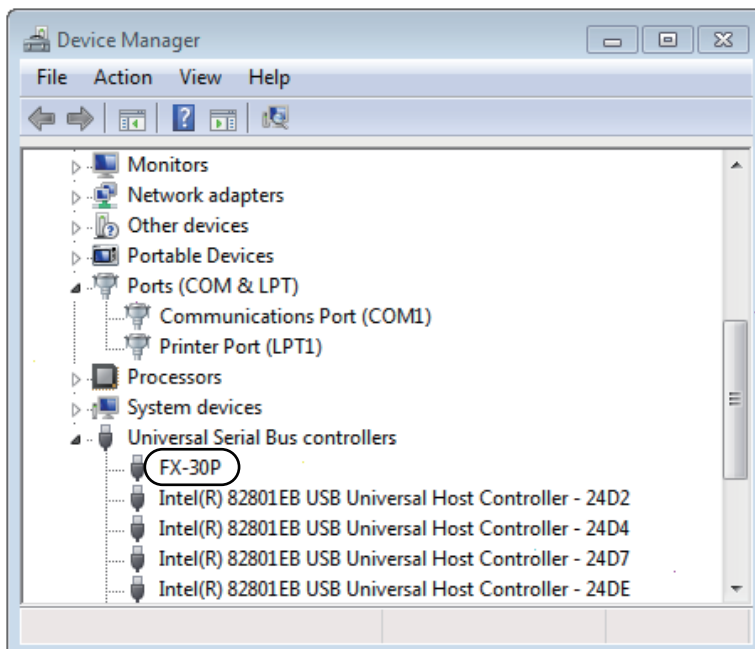 Device Manager
File Action View Help
Monitors
Network adapters
Other devices
Portable Devices
Ports (COM & LPT)
Communications Port (COM1)
Printer Port (LPT1)
Processors
System devices
Universal Serial Bus controllers
FX-30P
Intel(R) 82801EB USB Universal Host Controller - 24D2
Intel(R) 82801EB USB Universal Host Controller - 24D4
Intel(R) 82801EB USB Universal Host Controller - 24D7
Intel(R) 82801EB USB Universal Host Controller - 24DE